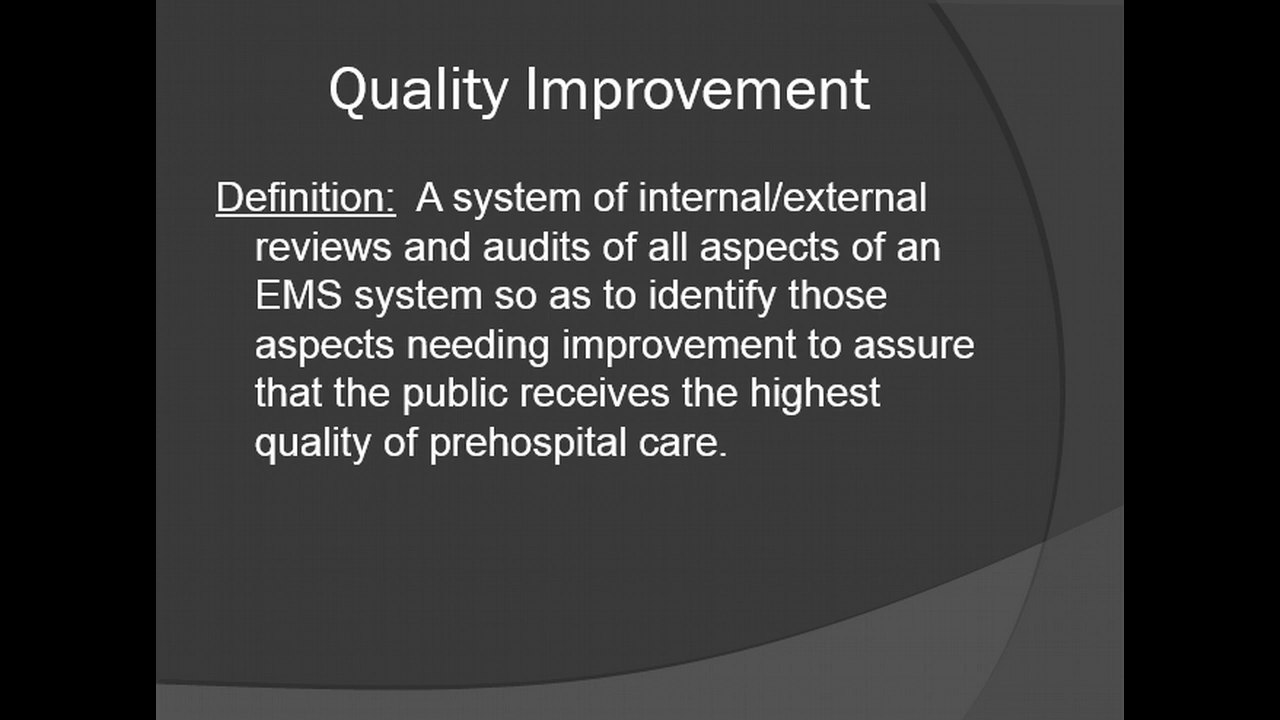 Quality Improvement
Definition: A system of internal/external
reviews and audits of all aspects of an
EMS system so as to identify those
aspects needing improvement to assure
that the public receives the highest
quality of prehospital care.